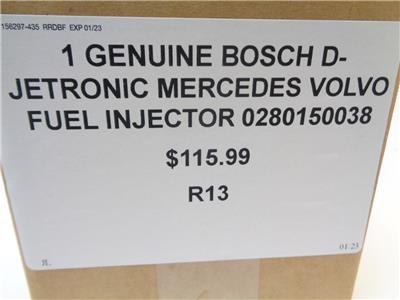 156297-435 RRDBF EXP 01/23
1 GENUINE BOSCH D-
JETRONIC MERCEDES VOLVO
FUEL INJECTOR 0280150038
$115.99
R13
JL
01/23